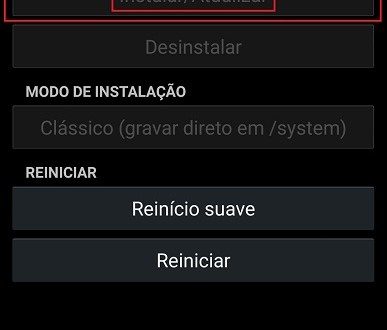 Instalar/Atualizar
Desinstalar
MODO DE INSTALAÇÃO
Clássico (gravar direto em /system)
REINICIAR
Reinício suave
Reiniciar